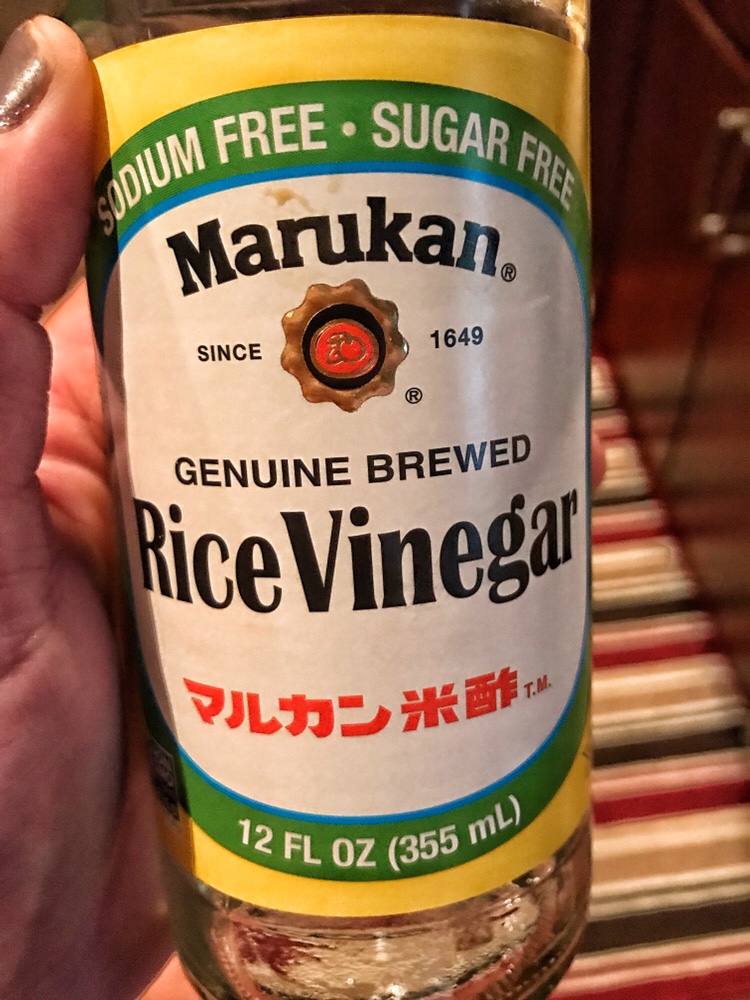 SODIUM FREE • SUGAR FREE
Marukan®
SINCE 1649
®
GENUINE BREWED
Rice Vinegar
マルカン 米酢 T.M.
12 FL OZ (355 mL)